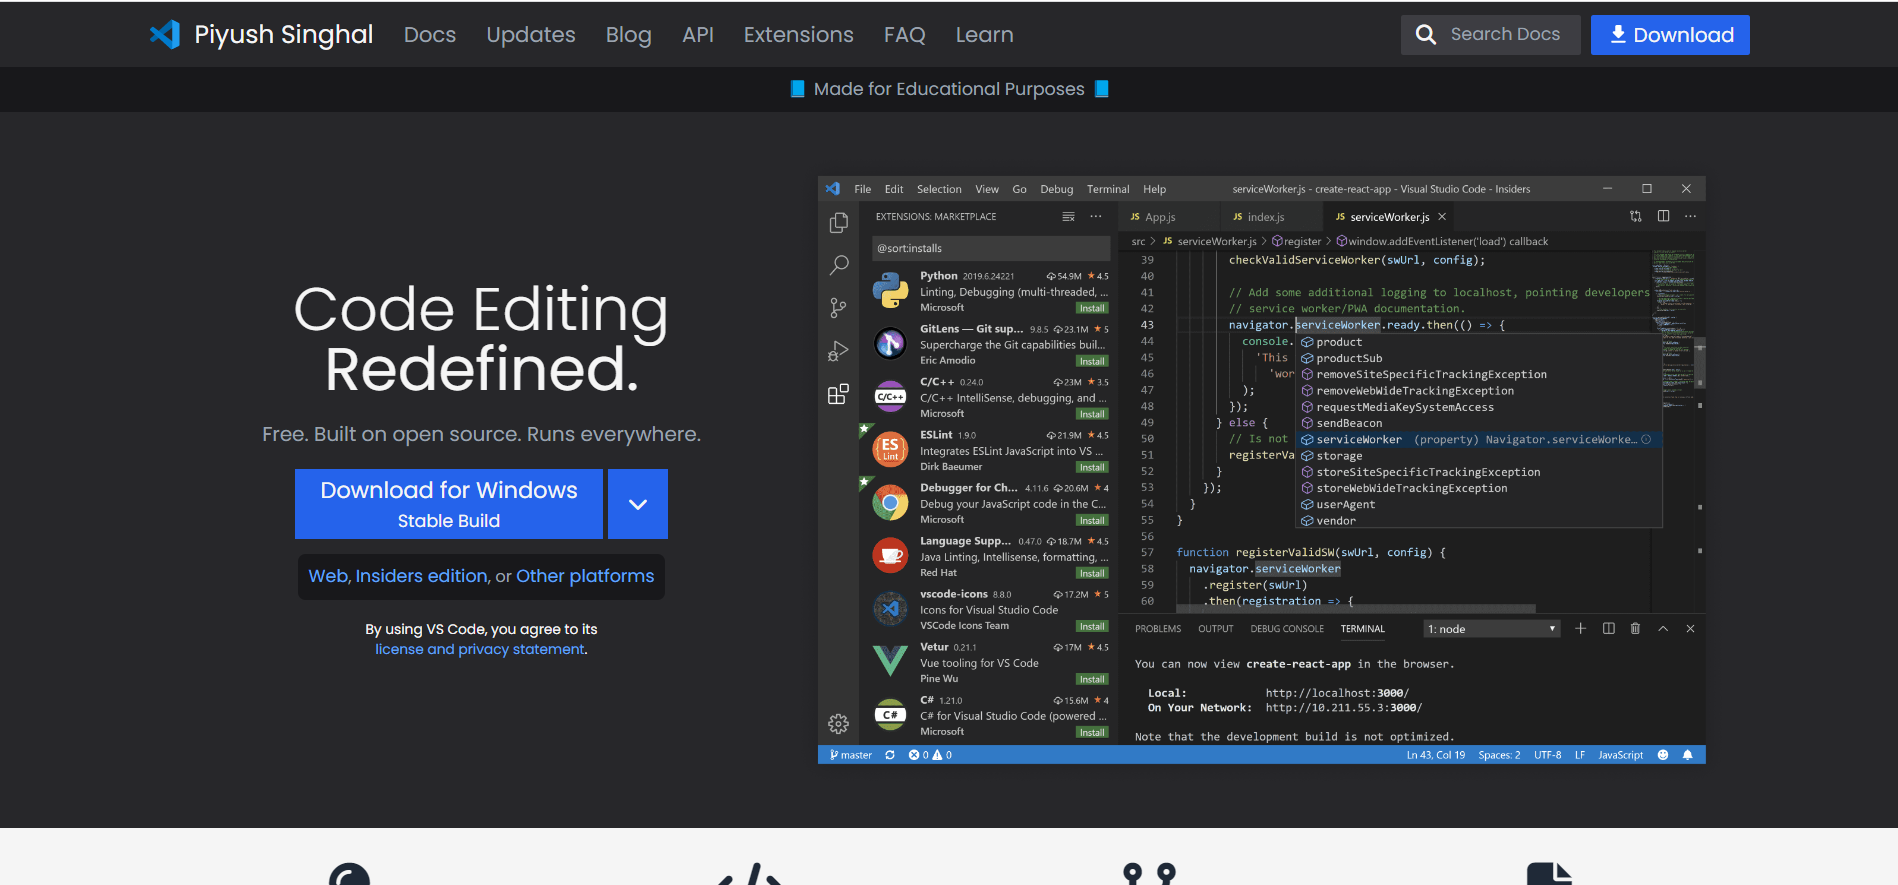 Piyush Singhal Docs Updates Blog API Extensions FAQ Learn Search Docs Download
Made for Educational Purposes
Code Editing
Redefined.
Free. Built on open source. Runs everywhere.
Download for Windows
Stable Build
Web, Insiders edition, or Other platforms
By using VS Code, you agree to its
license and privacy statement.
File Edit Selection View Go Debug Terminal Help serviceWorker.js - create-react-app - Visual Studio Code - Insiders
EXTENSIONS: MARKETPLACE
@sort:installs
Python 2019.6.24221 54.9M ★ 4.5
Linting, Debugging (multi-threaded, ...
Microsoft Install
GitLens — Git sup... 9.8.5 23.1M ★ 5
Supercharge the Git capabilities buil...
Eric Amodio Install
C/C++
C/C++ 0.24.0 23M ★ 3.5
C/C++ IntelliSense, debugging, and ...
Microsoft Install
ES
Lint
ESLint 1.9.0 21.9M ★ 4.5
Integrates ESLint JavaScript into VS ...
Dirk Baeumer Install
Debugger for Ch... 4.11.6 20.6M ★ 4
Debug your JavaScript code in the C...
Microsoft Install
Language Supp... 0.47.0 18.7M ★ 4.5
Java Linting, Intellisense, formatting, ...
Red Hat Install
vscode-icons 8.8.0 17.2M ★ 5
Icons for Visual Studio Code
VSCode Icons Team Install
Vetur 0.21.1 17M ★ 4.5
Vue tooling for VS Code
Pine Wu Install
C#
C# 1.21.0 15.6M ★ 4
C# for Visual Studio Code (powered ...
Microsoft Install
JS App.js JS index.js JS serviceWorker.js
src > JS serviceWorker.js > register > window.addEventListener('load') callback
39 checkValidServiceWorker(swUrl, config);
40
41 // Add some additional logging to localhost, pointing developers
42 // service worker/PWA documentation.
43 navigator.serviceWorker.ready.then(() => {
44 console.
45 'This
46 'wor
47 );
48 });
49 } else {
50 // Is not
51 registerVa
52 }
53 });
54 }
55 }
56
57 function registerValidSW(swUrl, config) {
58 navigator.serviceWorker
59 .register(swUrl)
60 .then(registration => {
product
productSub
removeSiteSpecificTrackingException
removeWebWideTrackingException
requestMediaKeySystemAccess
sendBeacon
serviceWorker (property) Navigator.serviceWorke...
storage
storeSiteSpecificTrackingException
storeWebWideTrackingException
userAgent
vendor
PROBLEMS OUTPUT DEBUG CONSOLE TERMINAL 1: node
You can now view create-react-app in the browser.
Local: http://localhost:3000/
On Your Network: http://10.211.55.3:3000/
Note that the development build is not optimized.
master 0 0 Ln 43, Col 19 Spaces: 2 UTF-8 LF JavaScript